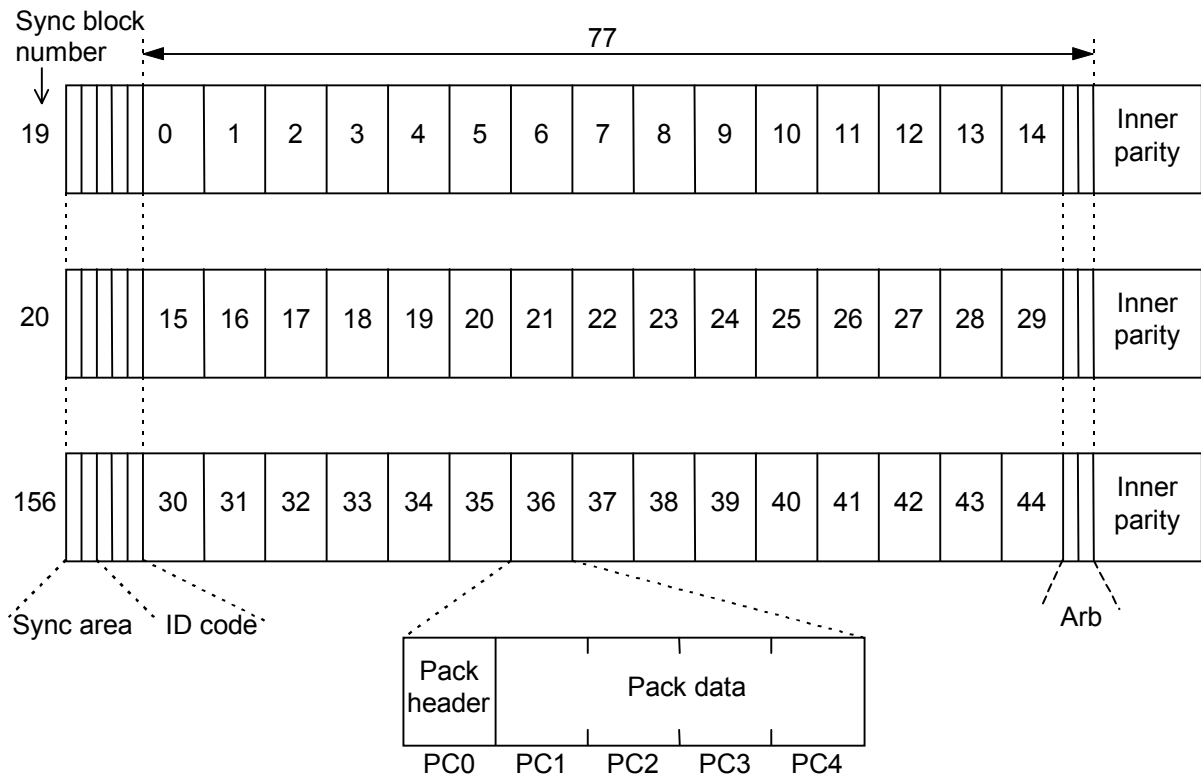 Sync block
number
77
19
0 1 2 3 4 5 6 7 8 9 10 11 12 13 14
Inner
parity
20
15 16 17 18 19 20 21 22 23 24 25 26 27 28 29
Inner
parity
156
30 31 32 33 34 35 36 37 38 39 40 41 42 43 44
Inner
parity
Sync area
ID code
Arb
Pack
header
Pack data
PC0 PC1 PC2 PC3 PC4